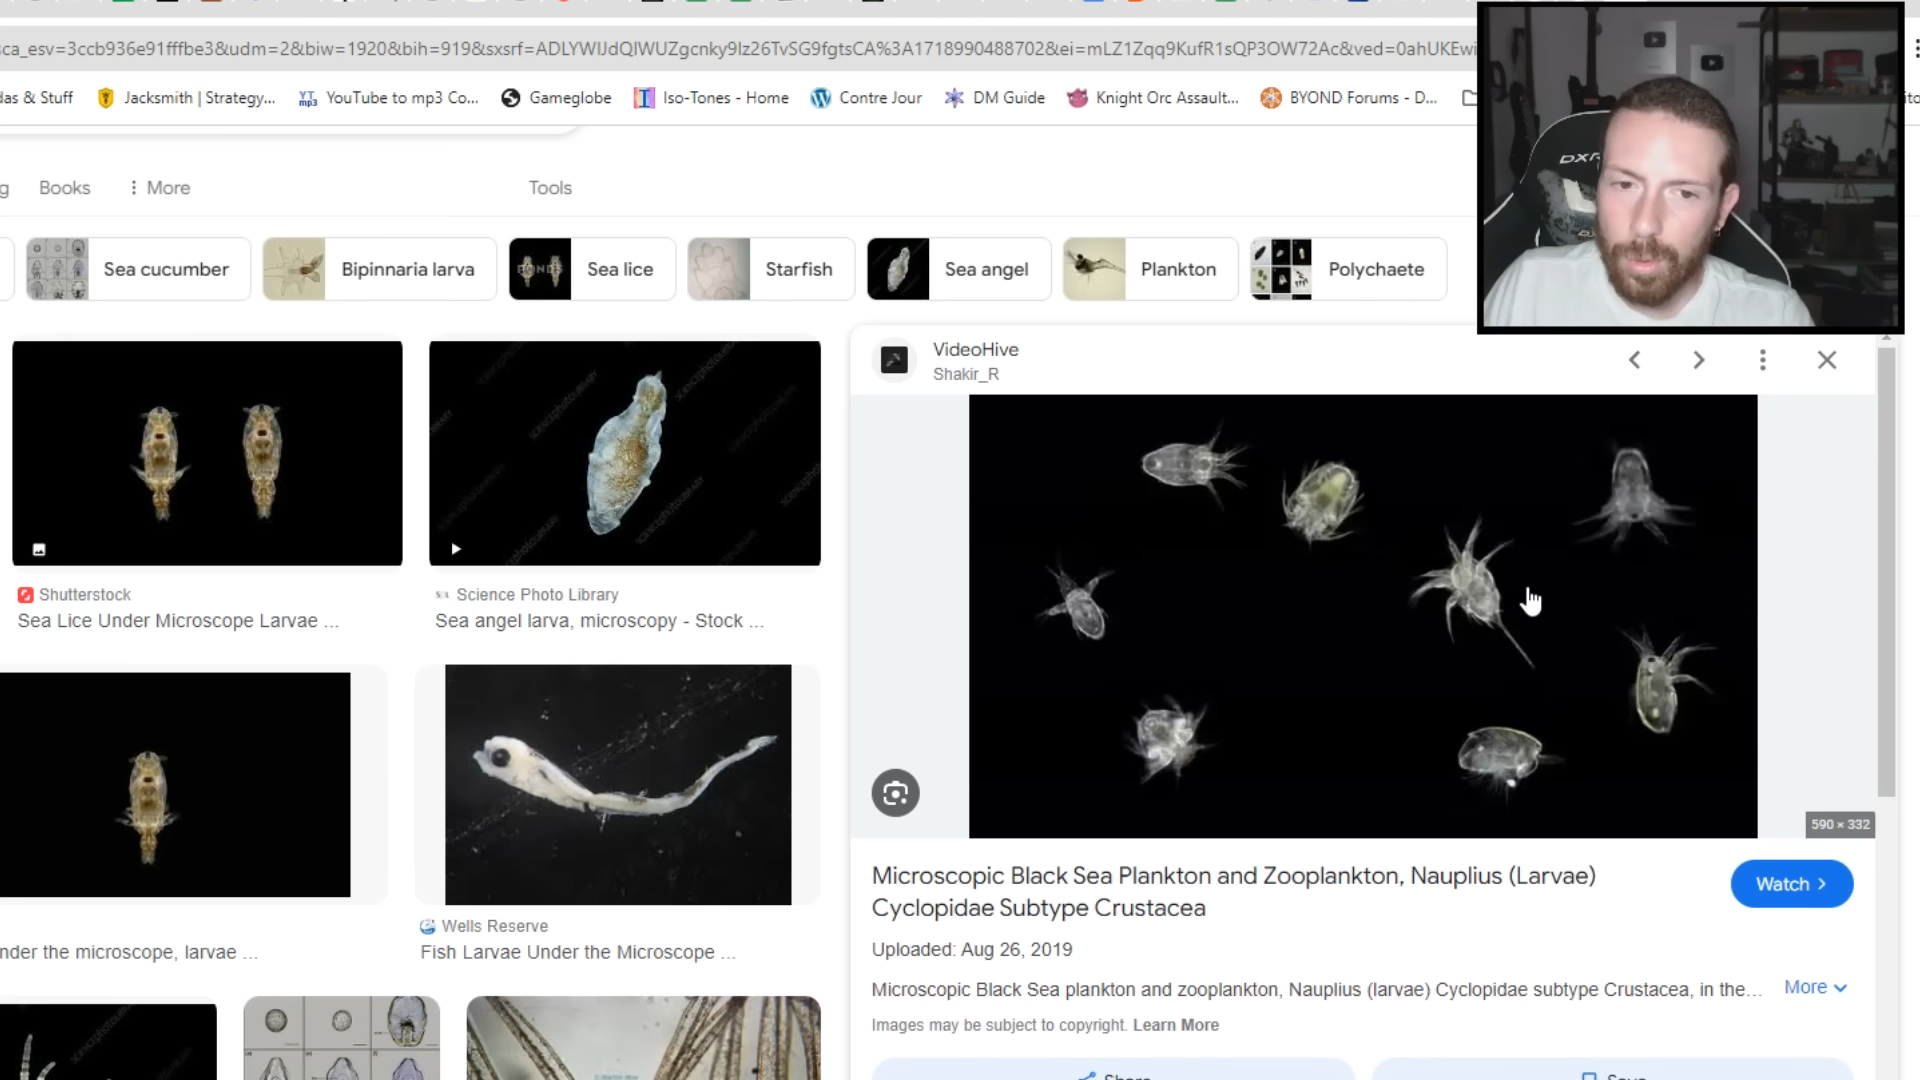 sca_esv=3ccb936e91fffbe3&udm=2&biw=1920&bih=919&sxsrf=ADLYWIJdQIWUZgcnky9Iz26TvSG9fgtsCA%3A1718990488702&ei=mLZ1Zqq9KufR1sQP3OW72Ac&ved=0ahUKEwi
das & Stuff
Jacksmith | Strategy...
YouTube to mp3 Co...
Gameglobe
Iso-Tones - Home
Contre Jour
DM Guide
Knight Orc Assault...
BYOND Forums - D...
Books
More
Tools
Sea cucumber
Bipinnaria larva
Sea lice
Starfish
Sea angel
Plankton
Polychaete
VideoHive
Shakir_R
Shutterstock
Sea Lice Under Microscope Larvae ...
Science Photo Library
Sea angel larva, microscopy - Stock ...
590 × 332
Microscopic Black Sea Plankton and Zooplankton, Nauplius (Larvae)
Cyclopidae Subtype Crustacea
Watch
Uploaded: Aug 26, 2019
Wells Reserve
nder the microscope, larvae ...
Fish Larvae Under the Microscope ...
Microscopic Black Sea plankton and zooplankton, Nauplius (larvae) Cyclopidae subtype Crustacea, in the...
More
Images may be subject to copyright. Learn More
Share
Save